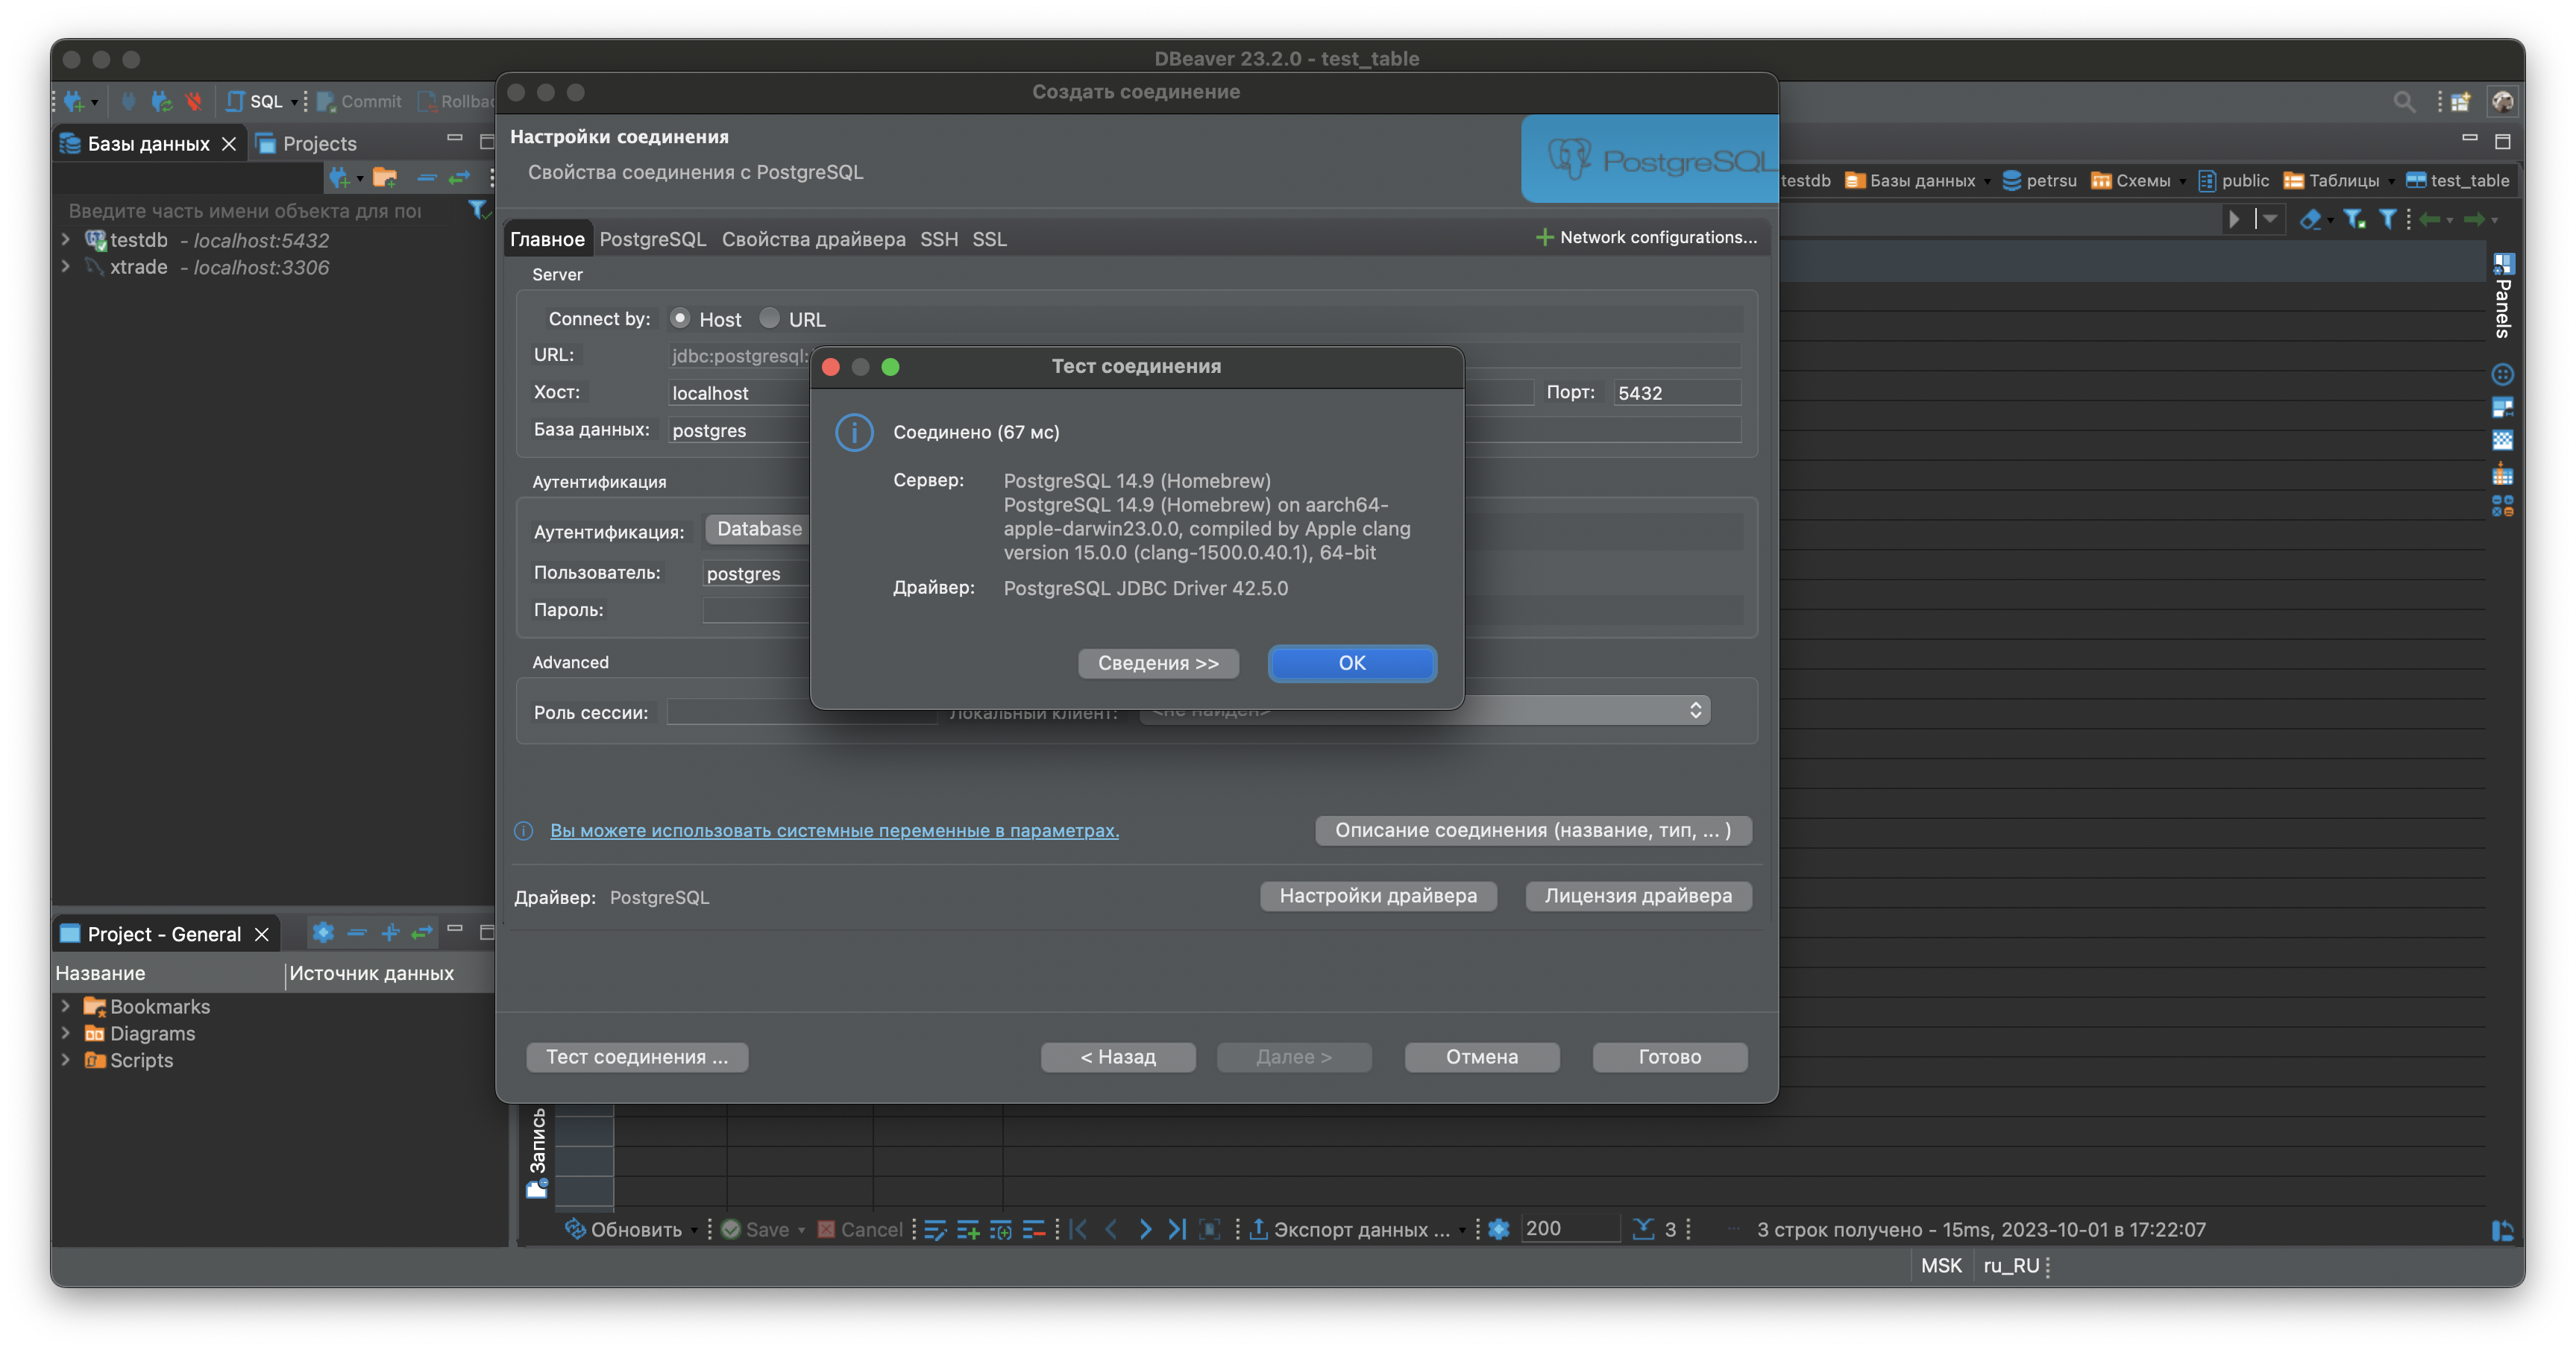 DBeaver 23.2.0 - test_table
SQL
Commit
Создать соединение
Базы данных
Projects
Настройки соединения
Свойства соединения с PostgreSQL
PostgreSQL
testdb
Базы данных
petrsu
Схемы
public
Таблицы
test_table
Введите часть имени объекта для
testdb - localhost:5432
xtrade - localhost:3306
Главное
PostgreSQL
Свойства драйвера
SSH
SSL
Network configurations...
Server
Connect by:
Host
URL
URL:
jdbc:postgresql:
Хост:
localhost
Порт:
5432
База данных:
postgres
Panels
Тест соединения
Соединено (67 мс)
Сервер:
PostgreSQL 14.9 (Homebrew)
PostgreSQL 14.9 (Homebrew) on aarch64-
apple-darwin23.0.0, compiled by Apple clang
version 15.0.0 (clang-1500.0.40.1), 64-bit
Драйвер:
PostgreSQL JDBC Driver 42.5.0
Сведения >>
OK
Аутентификация
Аутентификация:
Database
Пользователь:
postgres
Пароль:
Advanced
Роль сессии:
Локальный клиент:
<не найден>
Вы можете использовать системные переменные в параметрах.
Описание соединения (название, тип, ... )
Драйвер: PostgreSQL
Настройки драйвера
Лицензия драйвера
Тест соединения ...
< Назад
Далее >
Отмена
Готово
Project - General
Название
Источник данных
Bookmarks
Diagrams
Scripts
Запись
Обновить
Save
Cancel
Экспорт данных ...
200
3
3 строк получено - 15ms, 2023-10-01 в 17:22:07
MSK
ru_RU